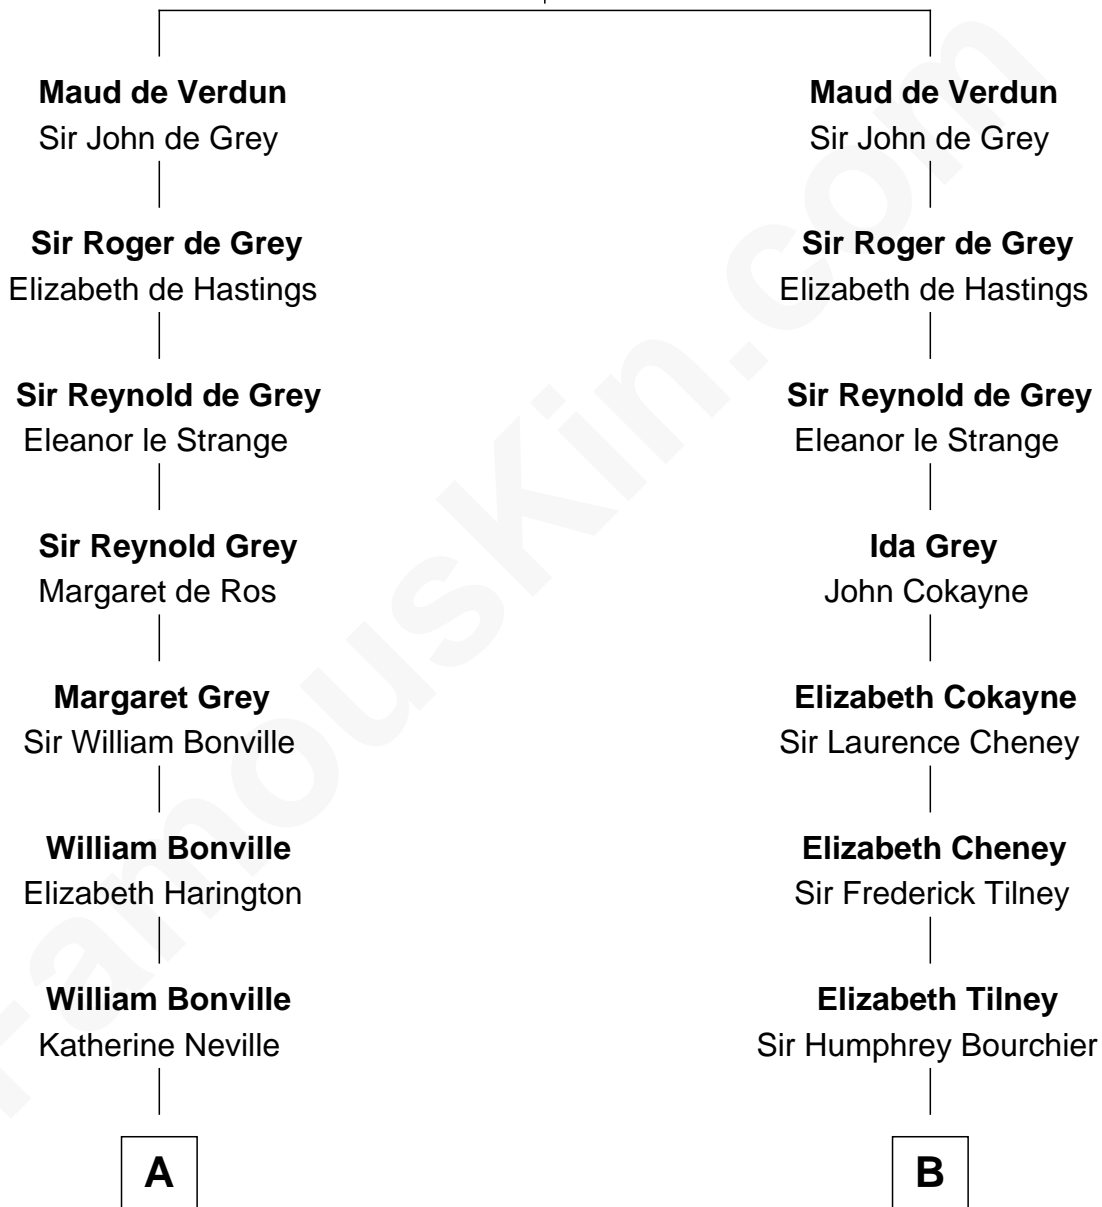 Maud de Verdun
Sir John de Grey
Sir Roger de Grey
Elizabeth de Hastings
Sir Reynold de Grey
Eleanor le Strange
Sir Reynold Grey
Margaret de Ros
Margaret Grey
Sir William Bonville
William Bonville
Elizabeth Harington
William Bonville
Katherine Neville
A
Maud de Verdun
Sir John de Grey
Sir Roger de Grey
Elizabeth de Hastings
Sir Reynold de Grey
Eleanor le Strange
Ida Grey
John Cokayne
Elizabeth Cokayne
Sir Laurence Cheney
Elizabeth Cheney
Sir Frederick Tilney
Elizabeth Tilney
Sir Humphrey Bourchier
B
FamousKin.com